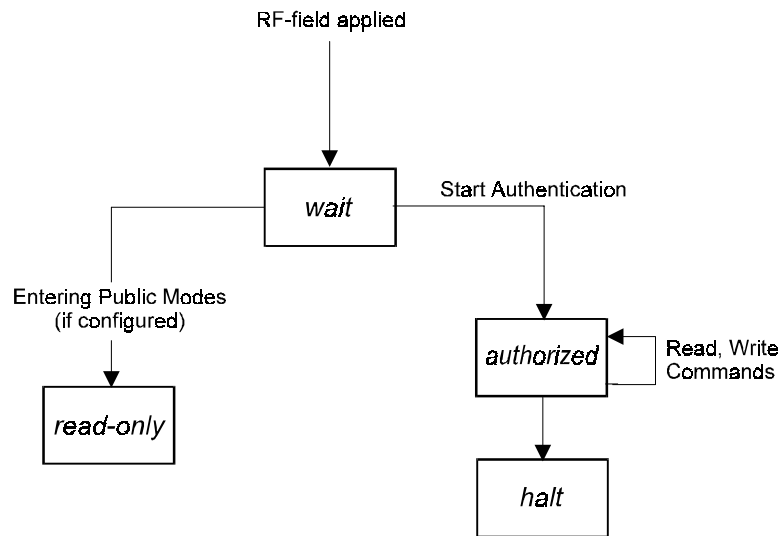 RF-field applied
wait
Start Authentication
Entering Public Modes
(if configured)
authorized
Read, Write
Commands
read-only
halt